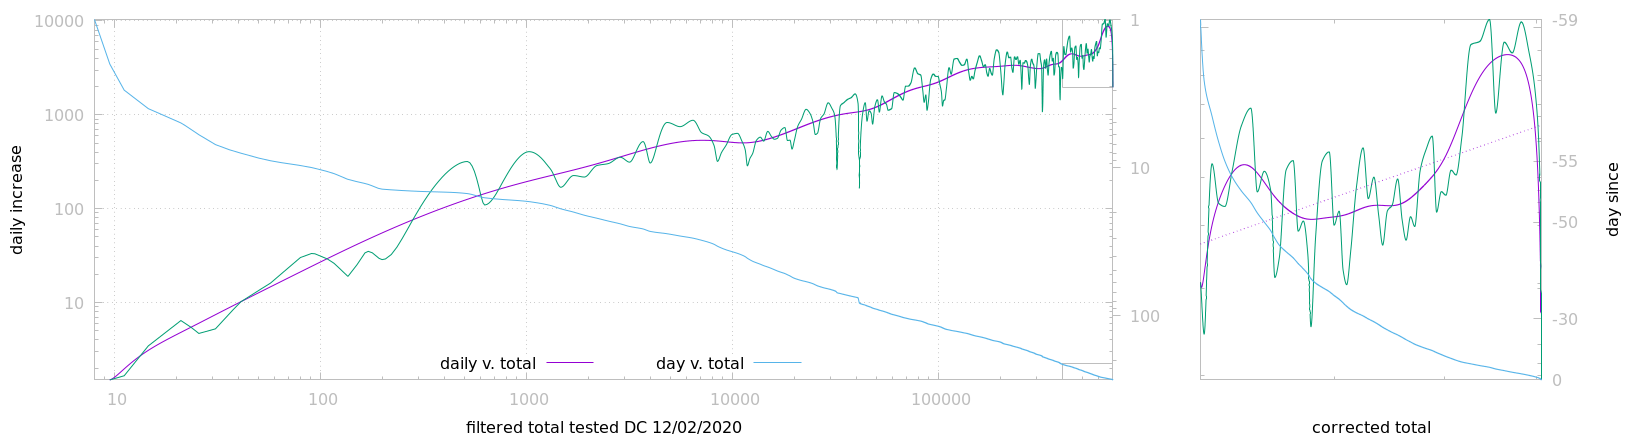 10000
1000
100
10
daily increase
10
100
1000
10000
100000
filtered total tested DC 12/02/2020
daily v. total
day v. total
1
10
100
-59
-55
-50
-30
0
day since
corrected total